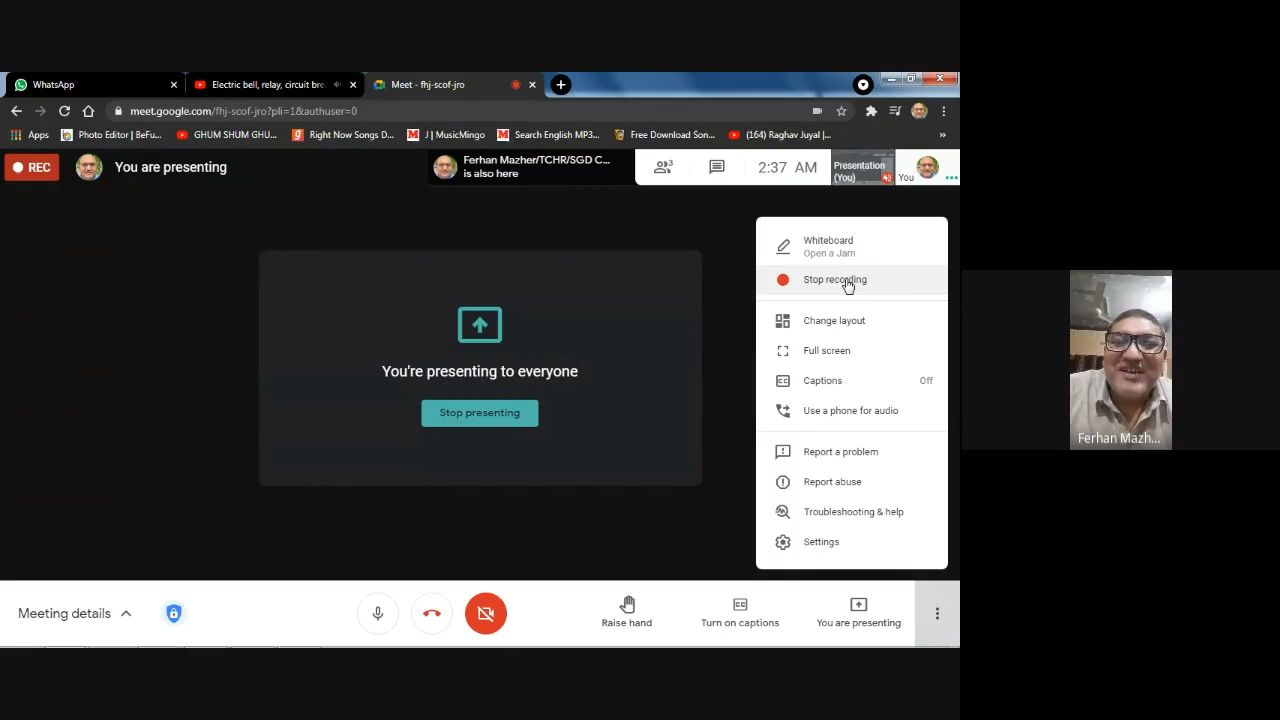 WhatsApp
Electric bell, relay, circuit bre
Meet - fhj-scof-jro
meet.google.com/fhj-scof-jro?pli=1&authuser=0
Apps
Photo Editor | BeFu...
GHUM SHUM GHU...
Right Now Songs D...
J | MusicMingo
Search English MP3...
Free Download Son...
(164) Raghav Juyal |...
»
REC
You are presenting
Ferhan Mazher/TCHR/SGD C...
is also here
3
2:37 AM
Presentation
(You)
You
Whiteboard
Open a Jam
Stop recording
Change layout
Full screen
Captions
Off
Use a phone for audio
Report a problem
Report abuse
Troubleshooting & help
Settings
You're presenting to everyone
Stop presenting
Ferhan Mazh...
Meeting details
Raise hand
Turn on captions
You are presenting